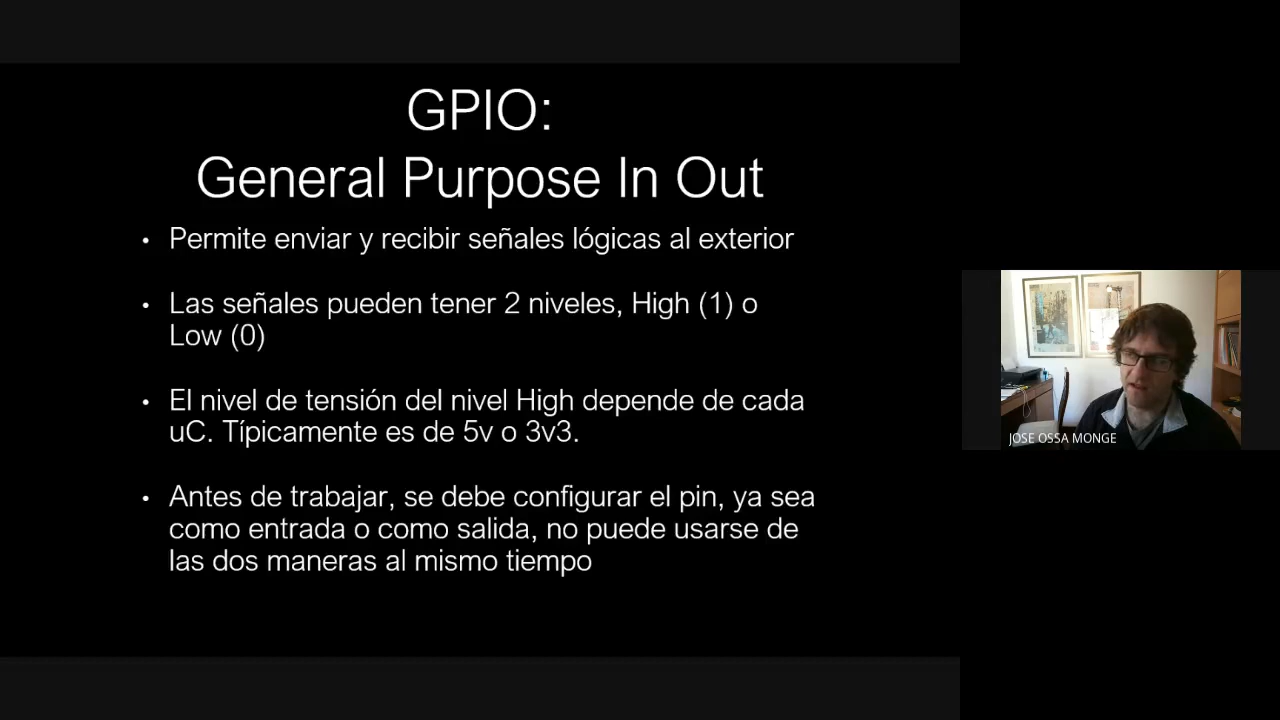 GPIO:
General Purpose In Out
• Permite enviar y recibir señales lógicas al exterior
• Las señales pueden tener 2 niveles, High (1) o
Low (0)
• El nivel de tensión del nivel High depende de cada
uC. Típicamente es de 5v o 3v3.
• Antes de trabajar, se debe configurar el pin, ya sea
como entrada o como salida, no puede usarse de
las dos maneras al mismo tiempo
JOSE OSSA MONGE